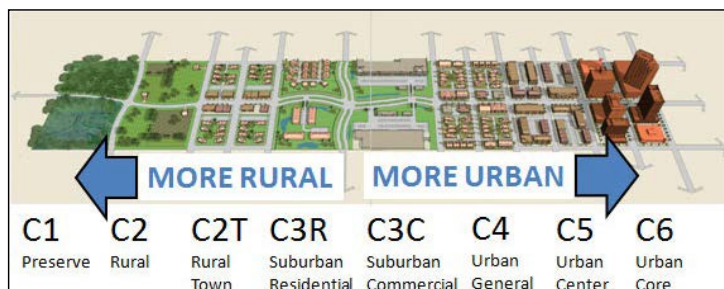 MORE RURAL MORE URBAN
C1 C2 C2T C3R C3C C4 C5 C6
Preserve Rural Rural Suburban Suburban Urban Urban Urban
Town Residential Commercial General Center Core